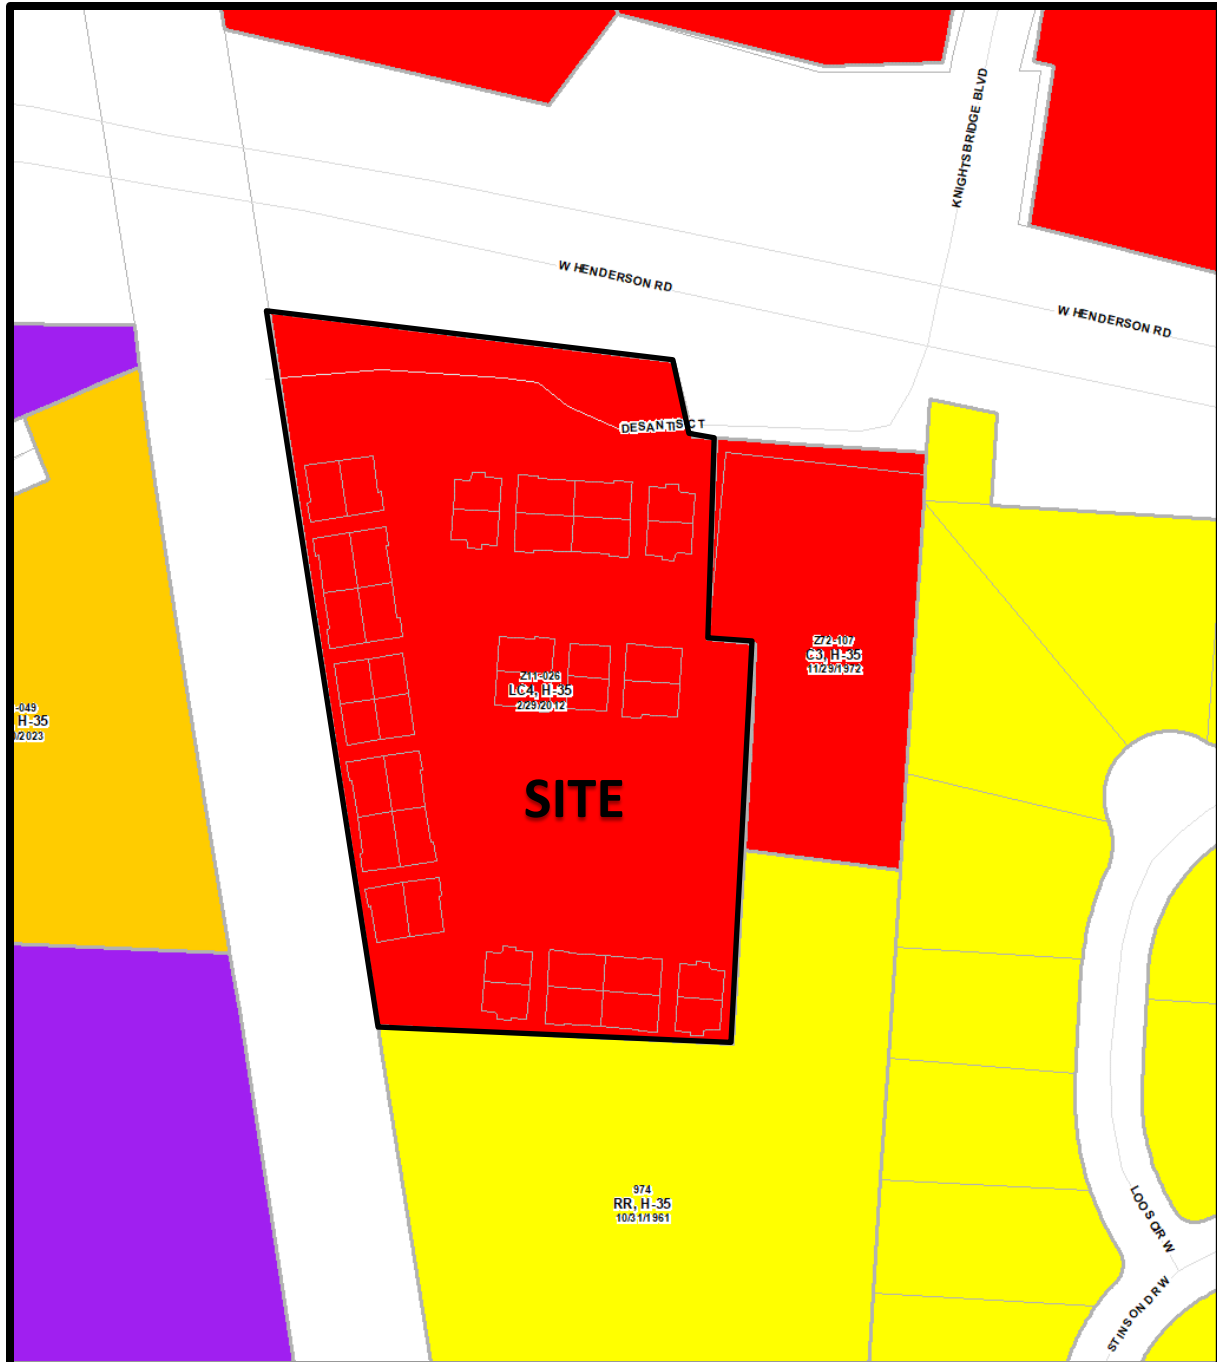 KNIGHTSBRIDGE BLVD
W HENDERSON RD
W HENDERSON RD
DESANTIS CT
Z72-107
C3, H-35
11/29/1972
Z11-026
LC4, H-35
2/29/2012
-049
H-35
/2023
SITE
974
RR, H-35
10/31/1961
LOOS CIR W
STINSON DR W